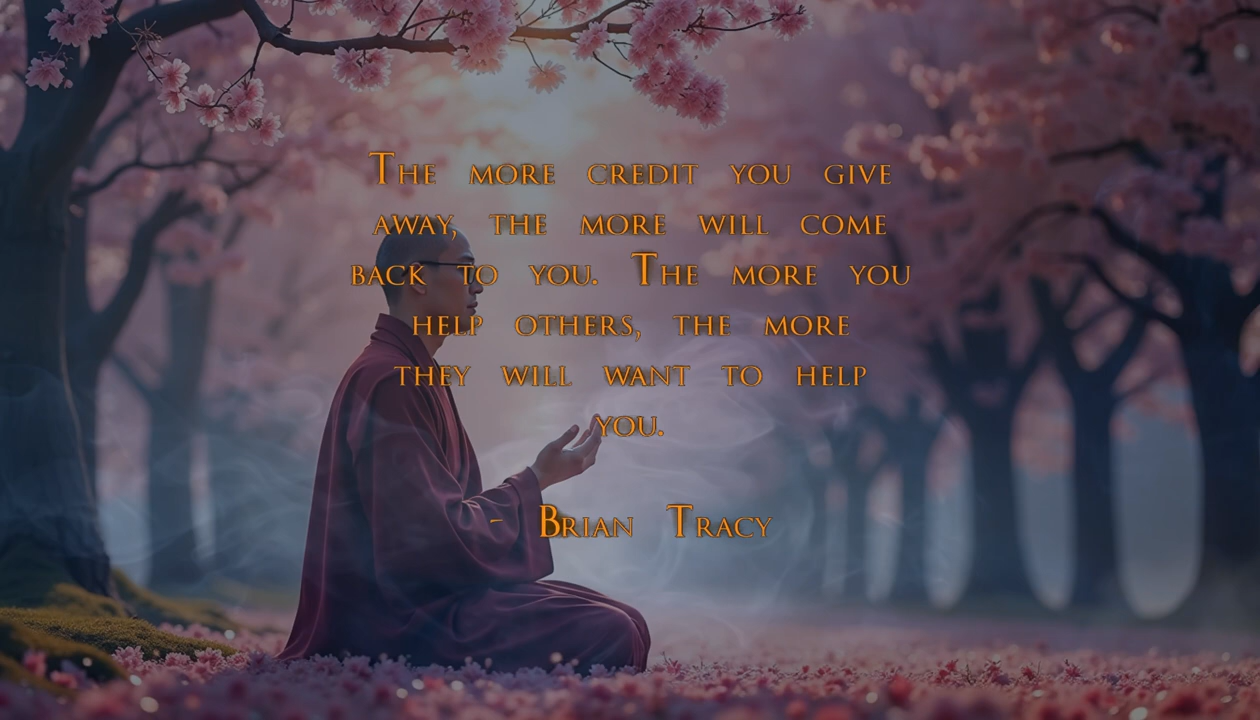 The more credit you give
away, the more will come
back to you. The more you
help others, the more
they will want to help
you.
- Brian Tracy